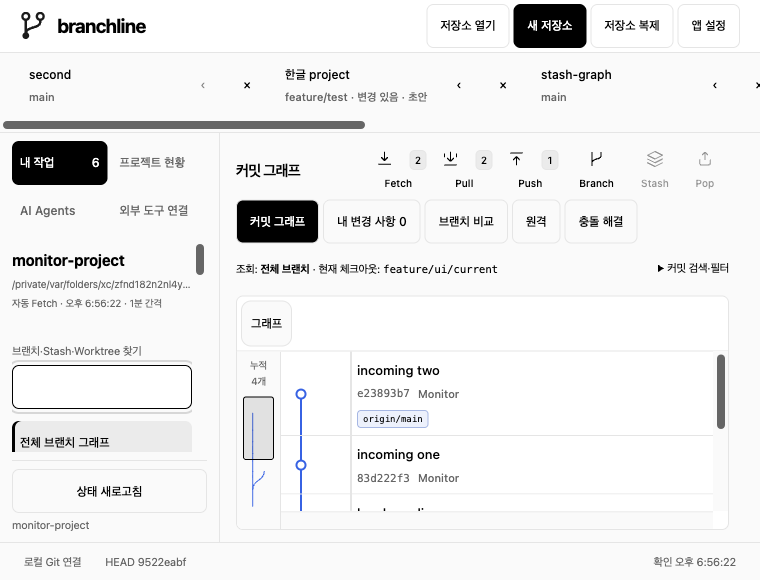 branchline
저장소 열기
새 저장소
저장소 복제
앱 설정
second
main
한글 project
feature/test · 변경 있음 · 초안
stash-graph
main
내 작업 6
프로젝트 현황
AI Agents
외부 도구 연결
monitor-project
/private/var/folders/xc/zfnd182n2nl4y...
자동 Fetch · 오후 6:56:22 · 1분 간격
브랜치·Stash·Worktree 찾기
전체 브랜치 그래프
상태 새로고침
monitor-project
커밋 그래프
2
Fetch
2
Pull
1
Push
Branch
Stash
Pop
커밋 그래프
내 변경 사항 0
브랜치 비교
원격
충돌 해결
조회: 전체 브랜치 · 현재 체크아웃: feature/ui/current
▶ 커밋 검색·필터
그래프
누적
4개
incoming two
e23893b7 Monitor
origin/main
incoming one
83d222f3 Monitor
로컬 Git 연결
HEAD 9522eabf
확인 오후 6:56:22